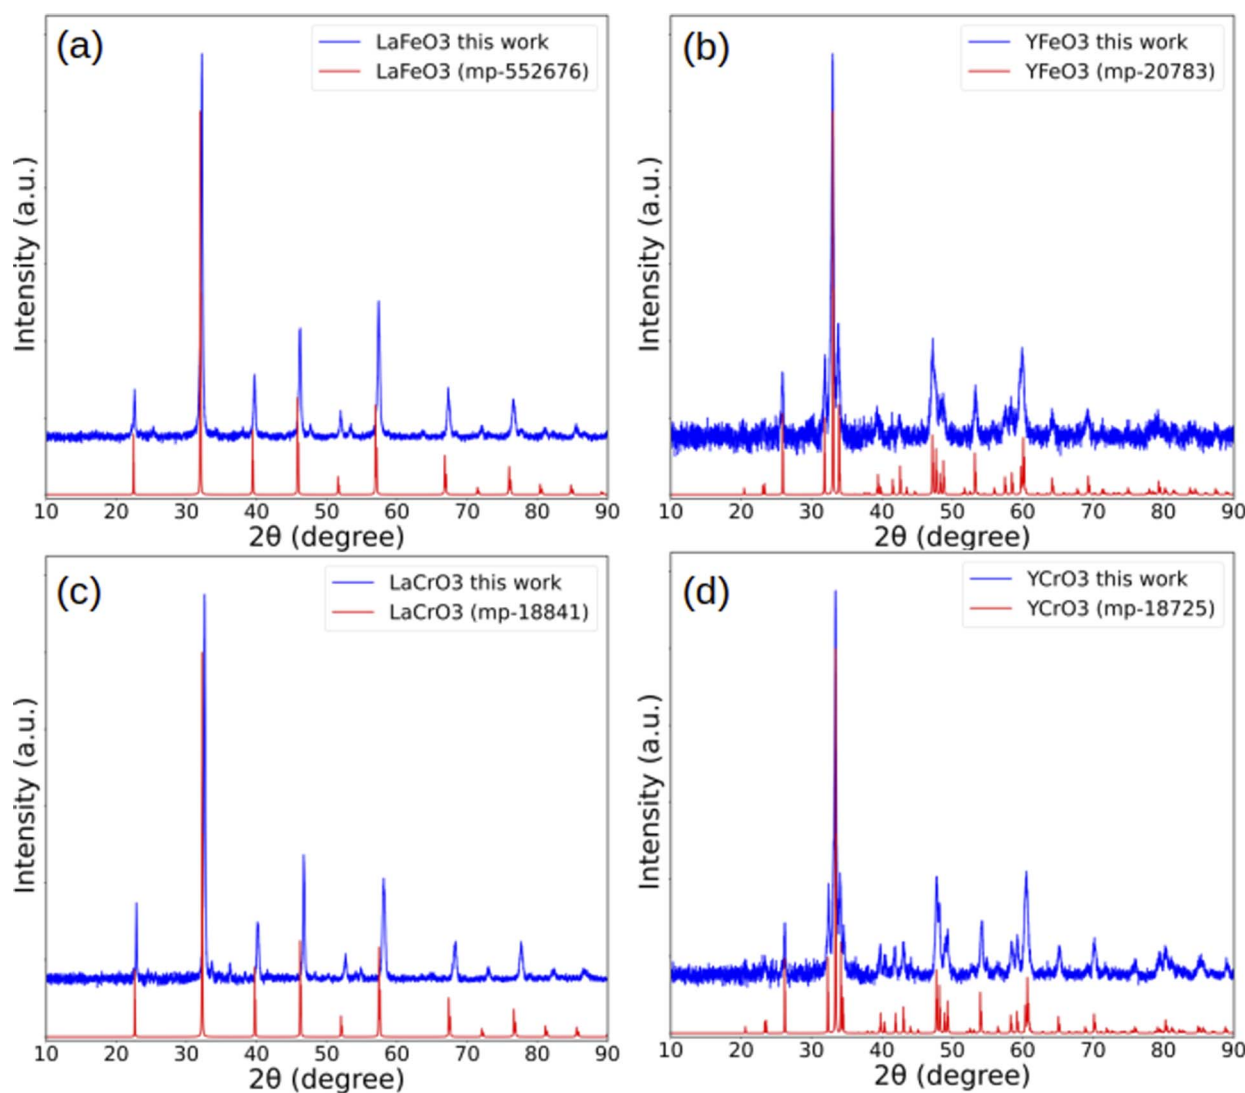 (a)
LaFeO3 this work
LaFeO3 (mp-552676)
Intensity (a.u.)
10 20 30 40 50 60 70 80 90
2θ (degree)
(b)
YFeO3 this work
YFeO3 (mp-20783)
Intensity (a.u.)
10 20 30 40 50 60 70 80 90
2θ (degree)
(c)
LaCrO3 this work
LaCrO3 (mp-18841)
Intensity (a.u.)
10 20 30 40 50 60 70 80 90
2θ (degree)
(d)
YCrO3 this work
YCrO3 (mp-18725)
Intensity (a.u.)
10 20 30 40 50 60 70 80 90
2θ (degree)